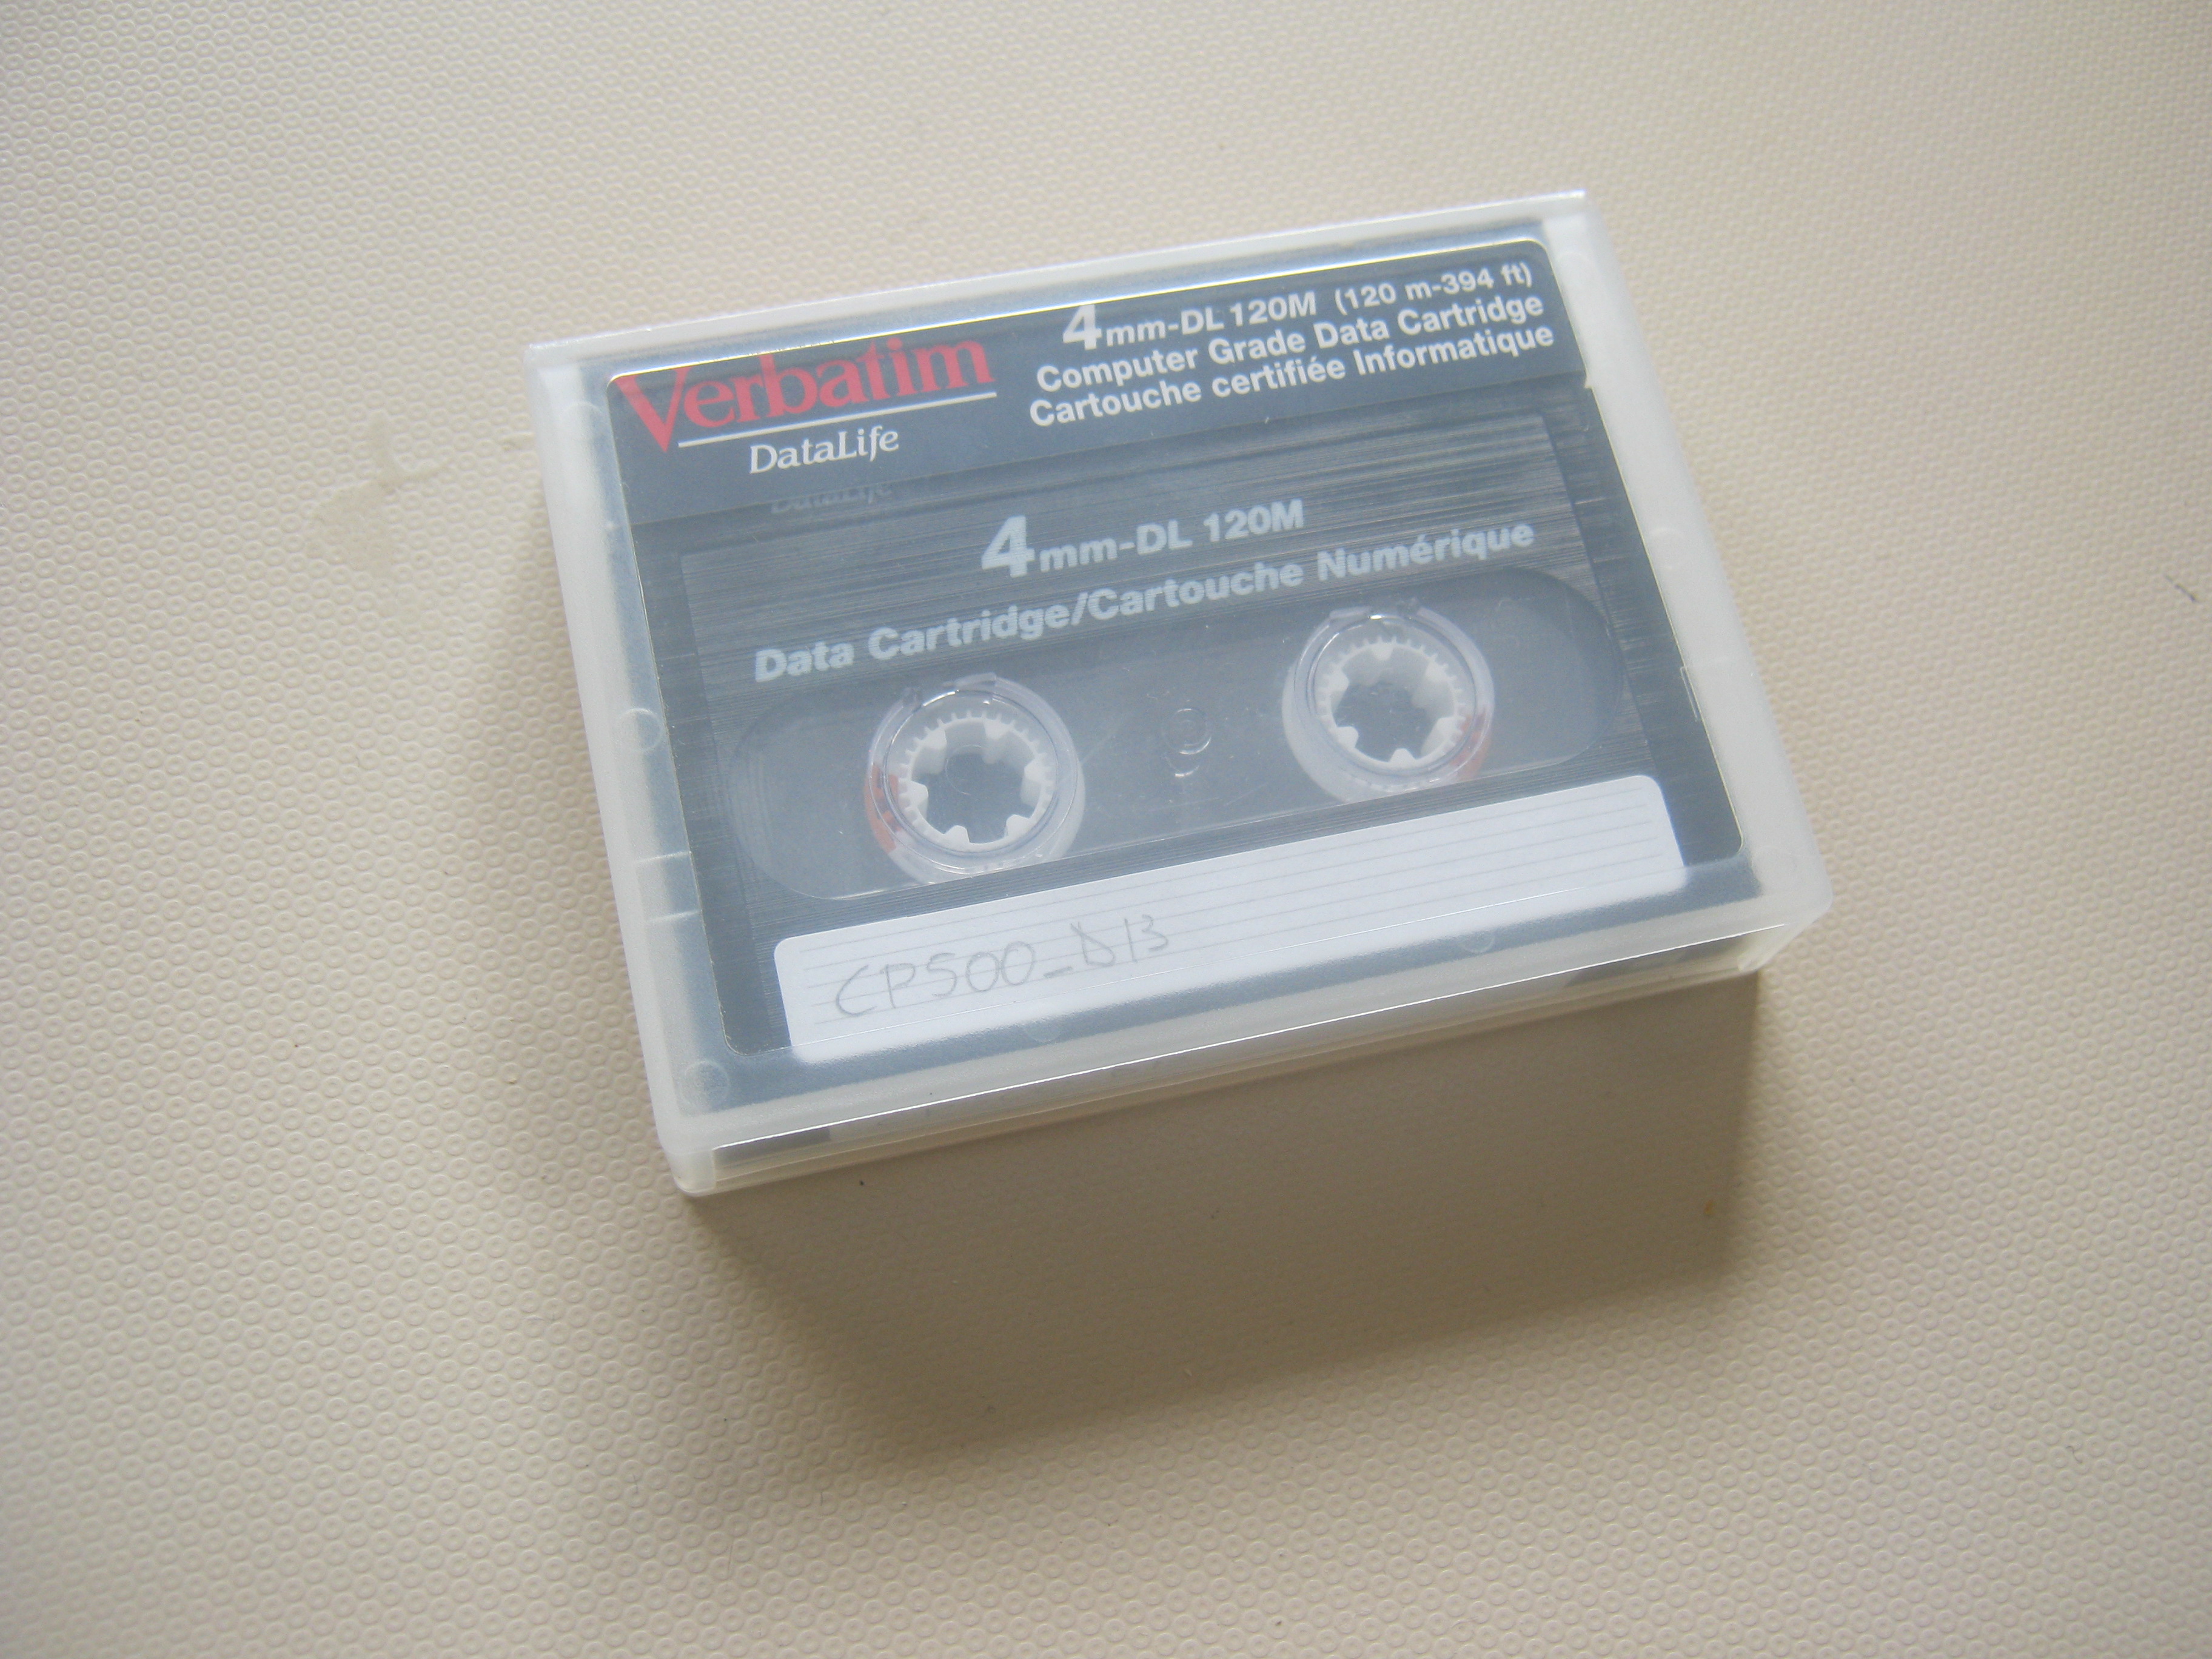 Verbatim
DataLife
4mm-DL 120M (120 m-394 ft)
Computer Grade Data Cartridge
Cartouche certifiée Informatique
DataLife
4mm-DL 120M
Data Cartridge/Cartouche Numérique
CP500_D13